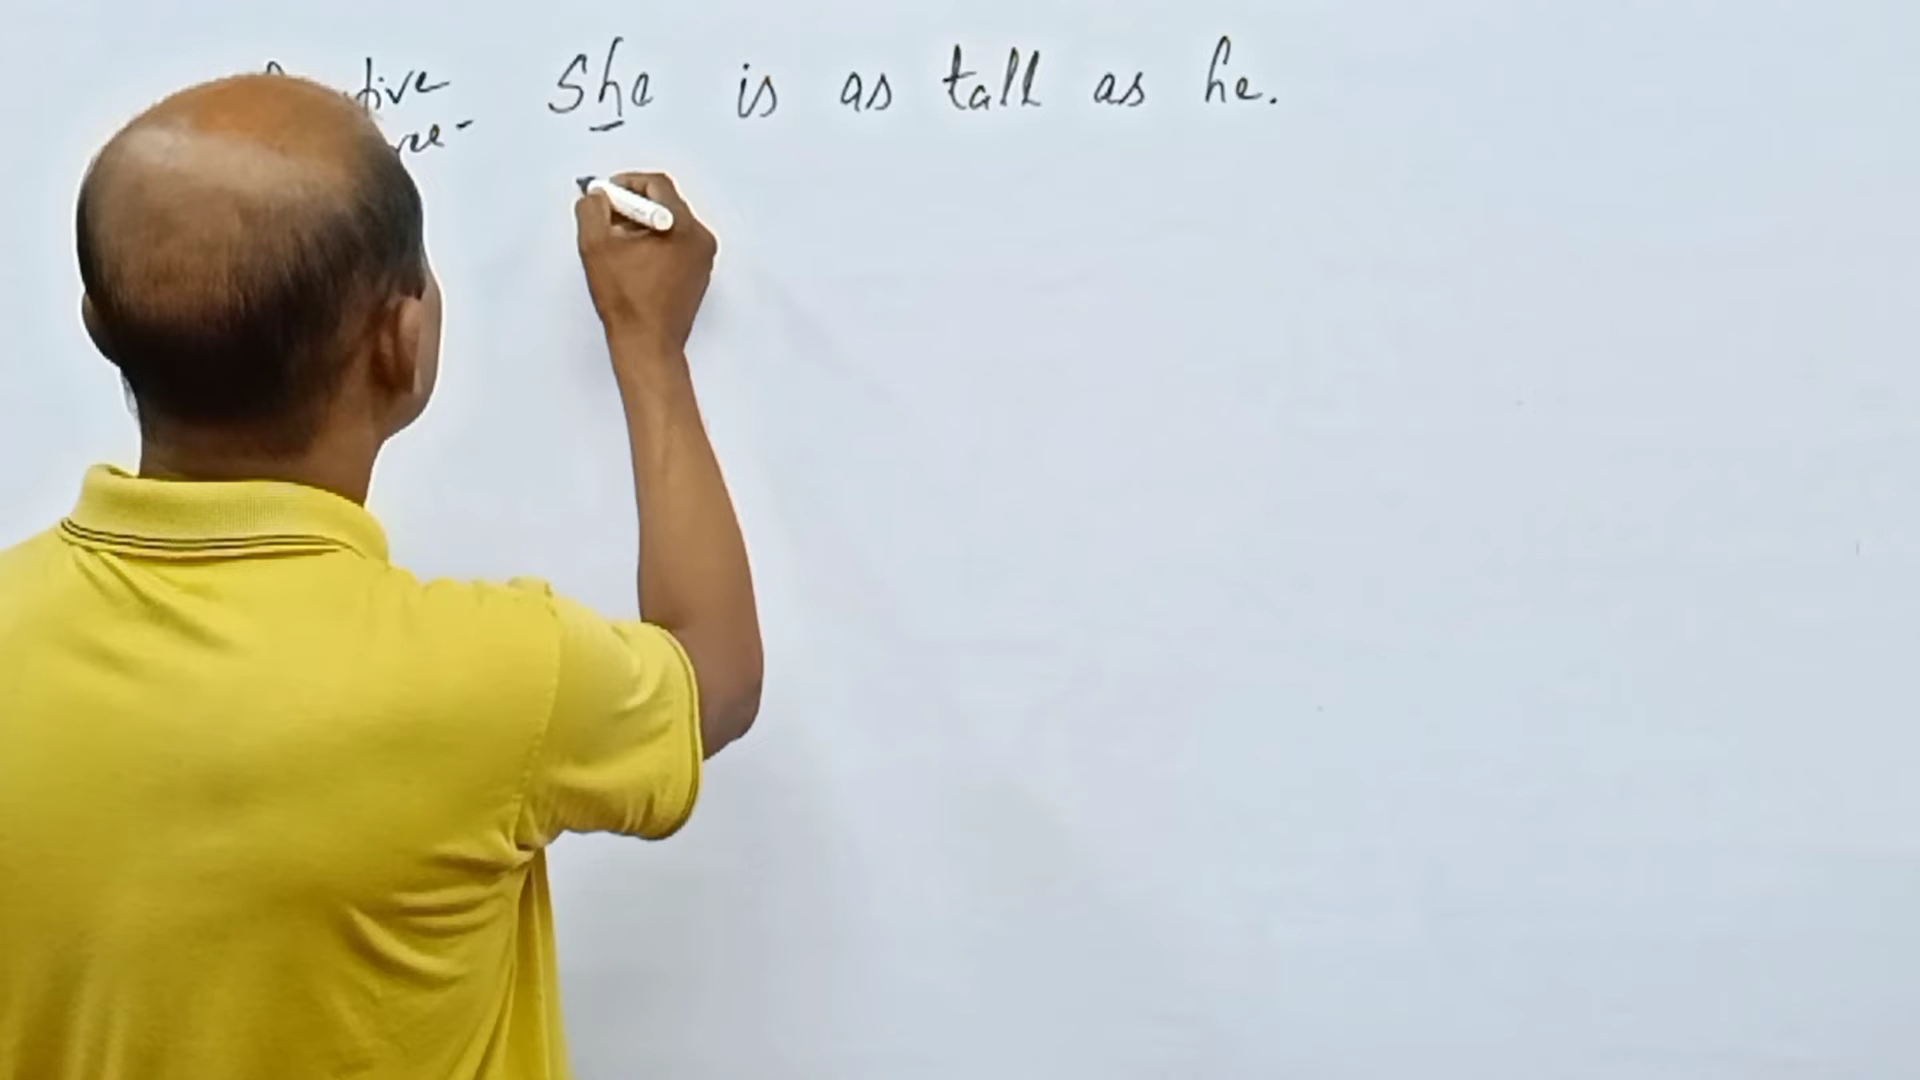 She is as tall as he.